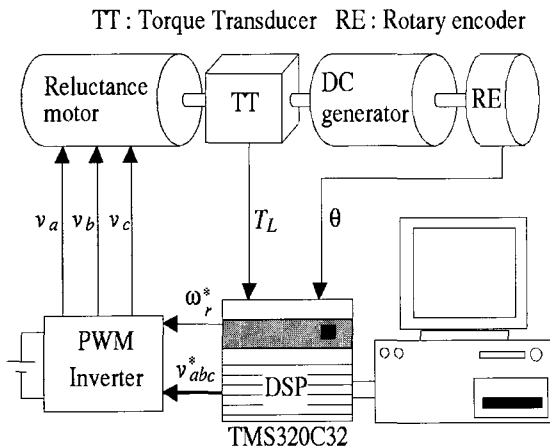 TT : Torque Transducer RE : Rotary encoder
Reluctance
motor
TT
DC
generator
RE
v_a
v_b
v_c
T_L
θ
ω*_r
PWM
Inverter
v*_abc
DSP
TMS320C32